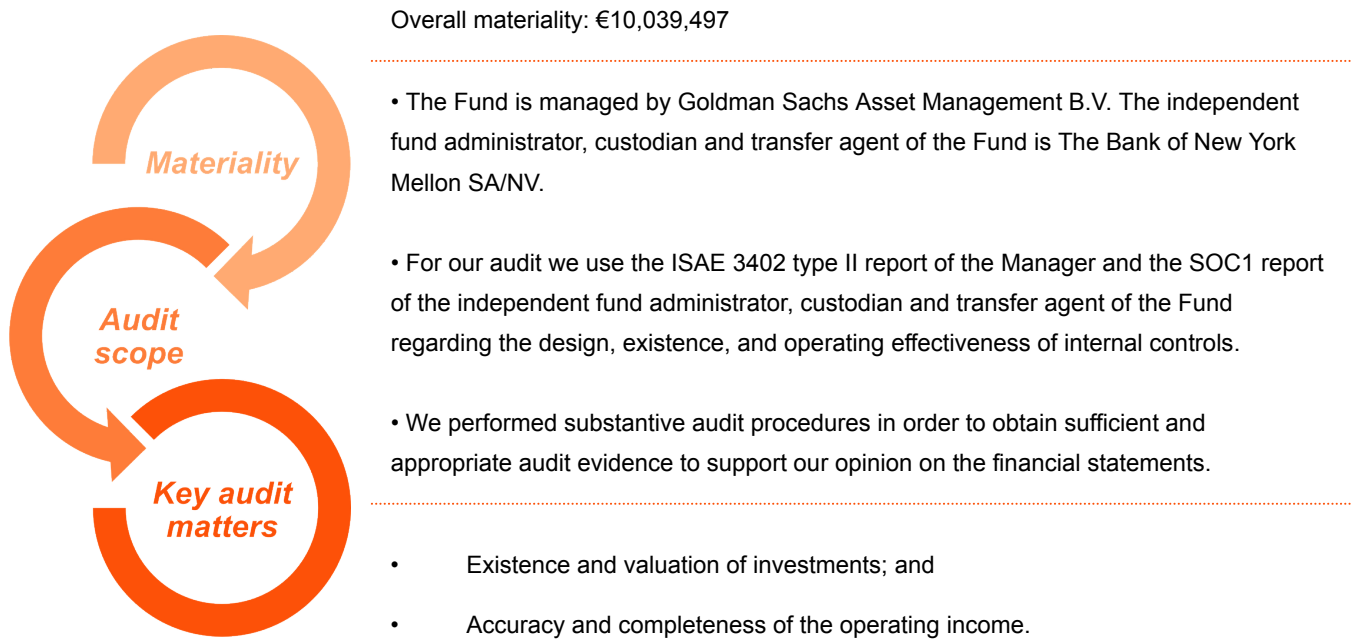 Overall materiality: €10,039,497
Materiality
• The Fund is managed by Goldman Sachs Asset Management B.V. The independent
fund administrator, custodian and transfer agent of the Fund is The Bank of New York
Mellon SA/NV.
Audit
scope
• For our audit we use the ISAE 3402 type II report of the Manager and the SOC1 report
of the independent fund administrator, custodian and transfer agent of the Fund
regarding the design, existence, and operating effectiveness of internal controls.
• We performed substantive audit procedures in order to obtain sufficient and
appropriate audit evidence to support our opinion on the financial statements.
Key audit
matters
• Existence and valuation of investments; and
• Accuracy and completeness of the operating income.